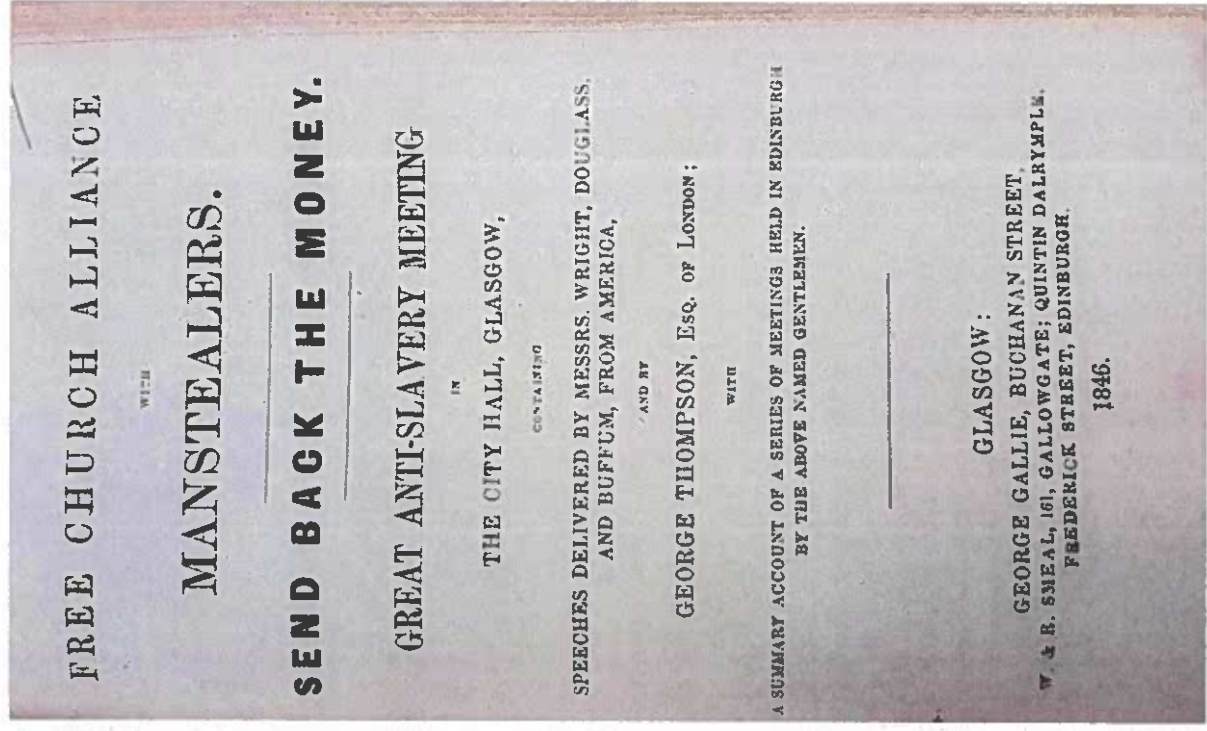 FREE CHURCH ALLIANCE
WITH
MANSTEALERS.
SEND BACK THE MONEY.
GREAT ANTI-SLAVERY MEETING
IN
THE CITY HALL, GLASGOW,
CONTAINING
SPEECHES DELIVERED BY MESSRS. WRIGHT, DOUGLASS,
AND BUFFUM, FROM AMERICA,
AND BY
GEORGE THOMPSON, ESQ. OF LONDON;
WITH
A SUMMARY ACCOUNT OF A SERIES OF MEETINGS HELD IN EDINBURGH
BY THE ABOVE NAMED GENTLEMEN.
GLASGOW:
GEORGE GALLIE, BUCHANAN STREET,
W. & R. SMEAL, 161, GALLOWGATE; QUINTIN DALRYMPLE,
FREDERICK STREET, EDINBURGH.
1846.